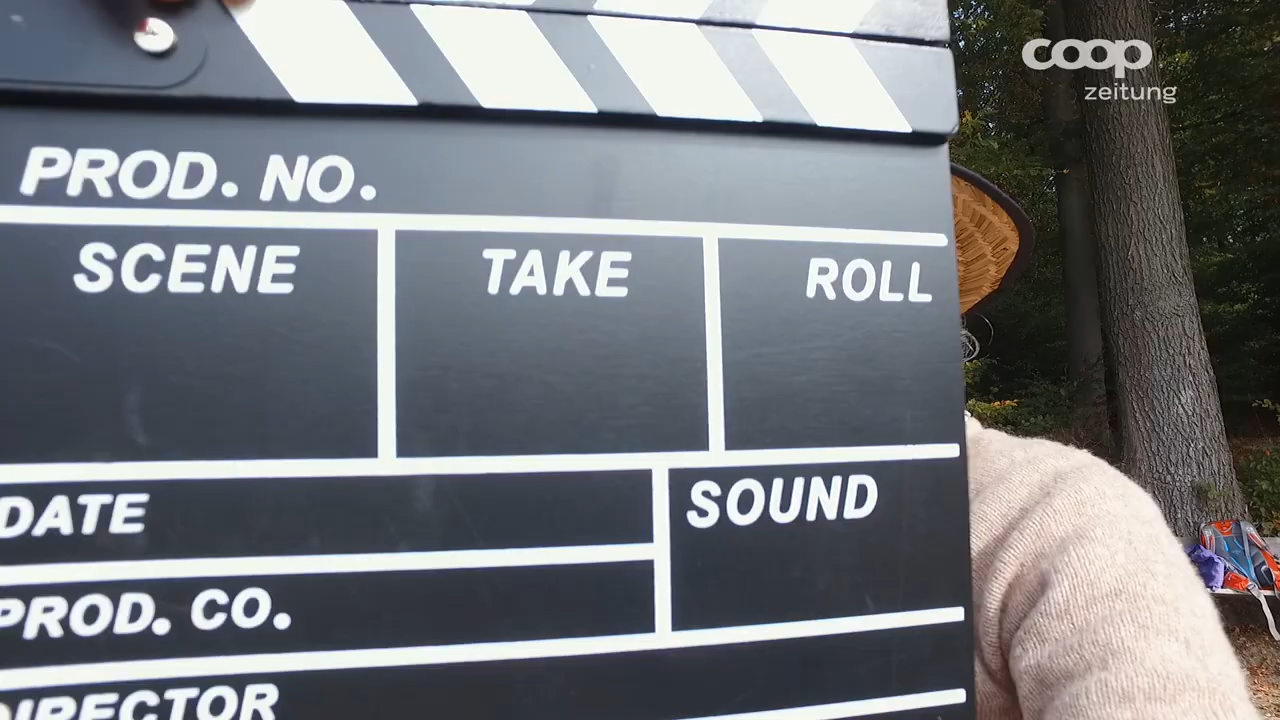 coop
zeitung
PROD. NO.
SCENE TAKE ROLL
DATE SOUND
PROD. CO.
DIRECTOR